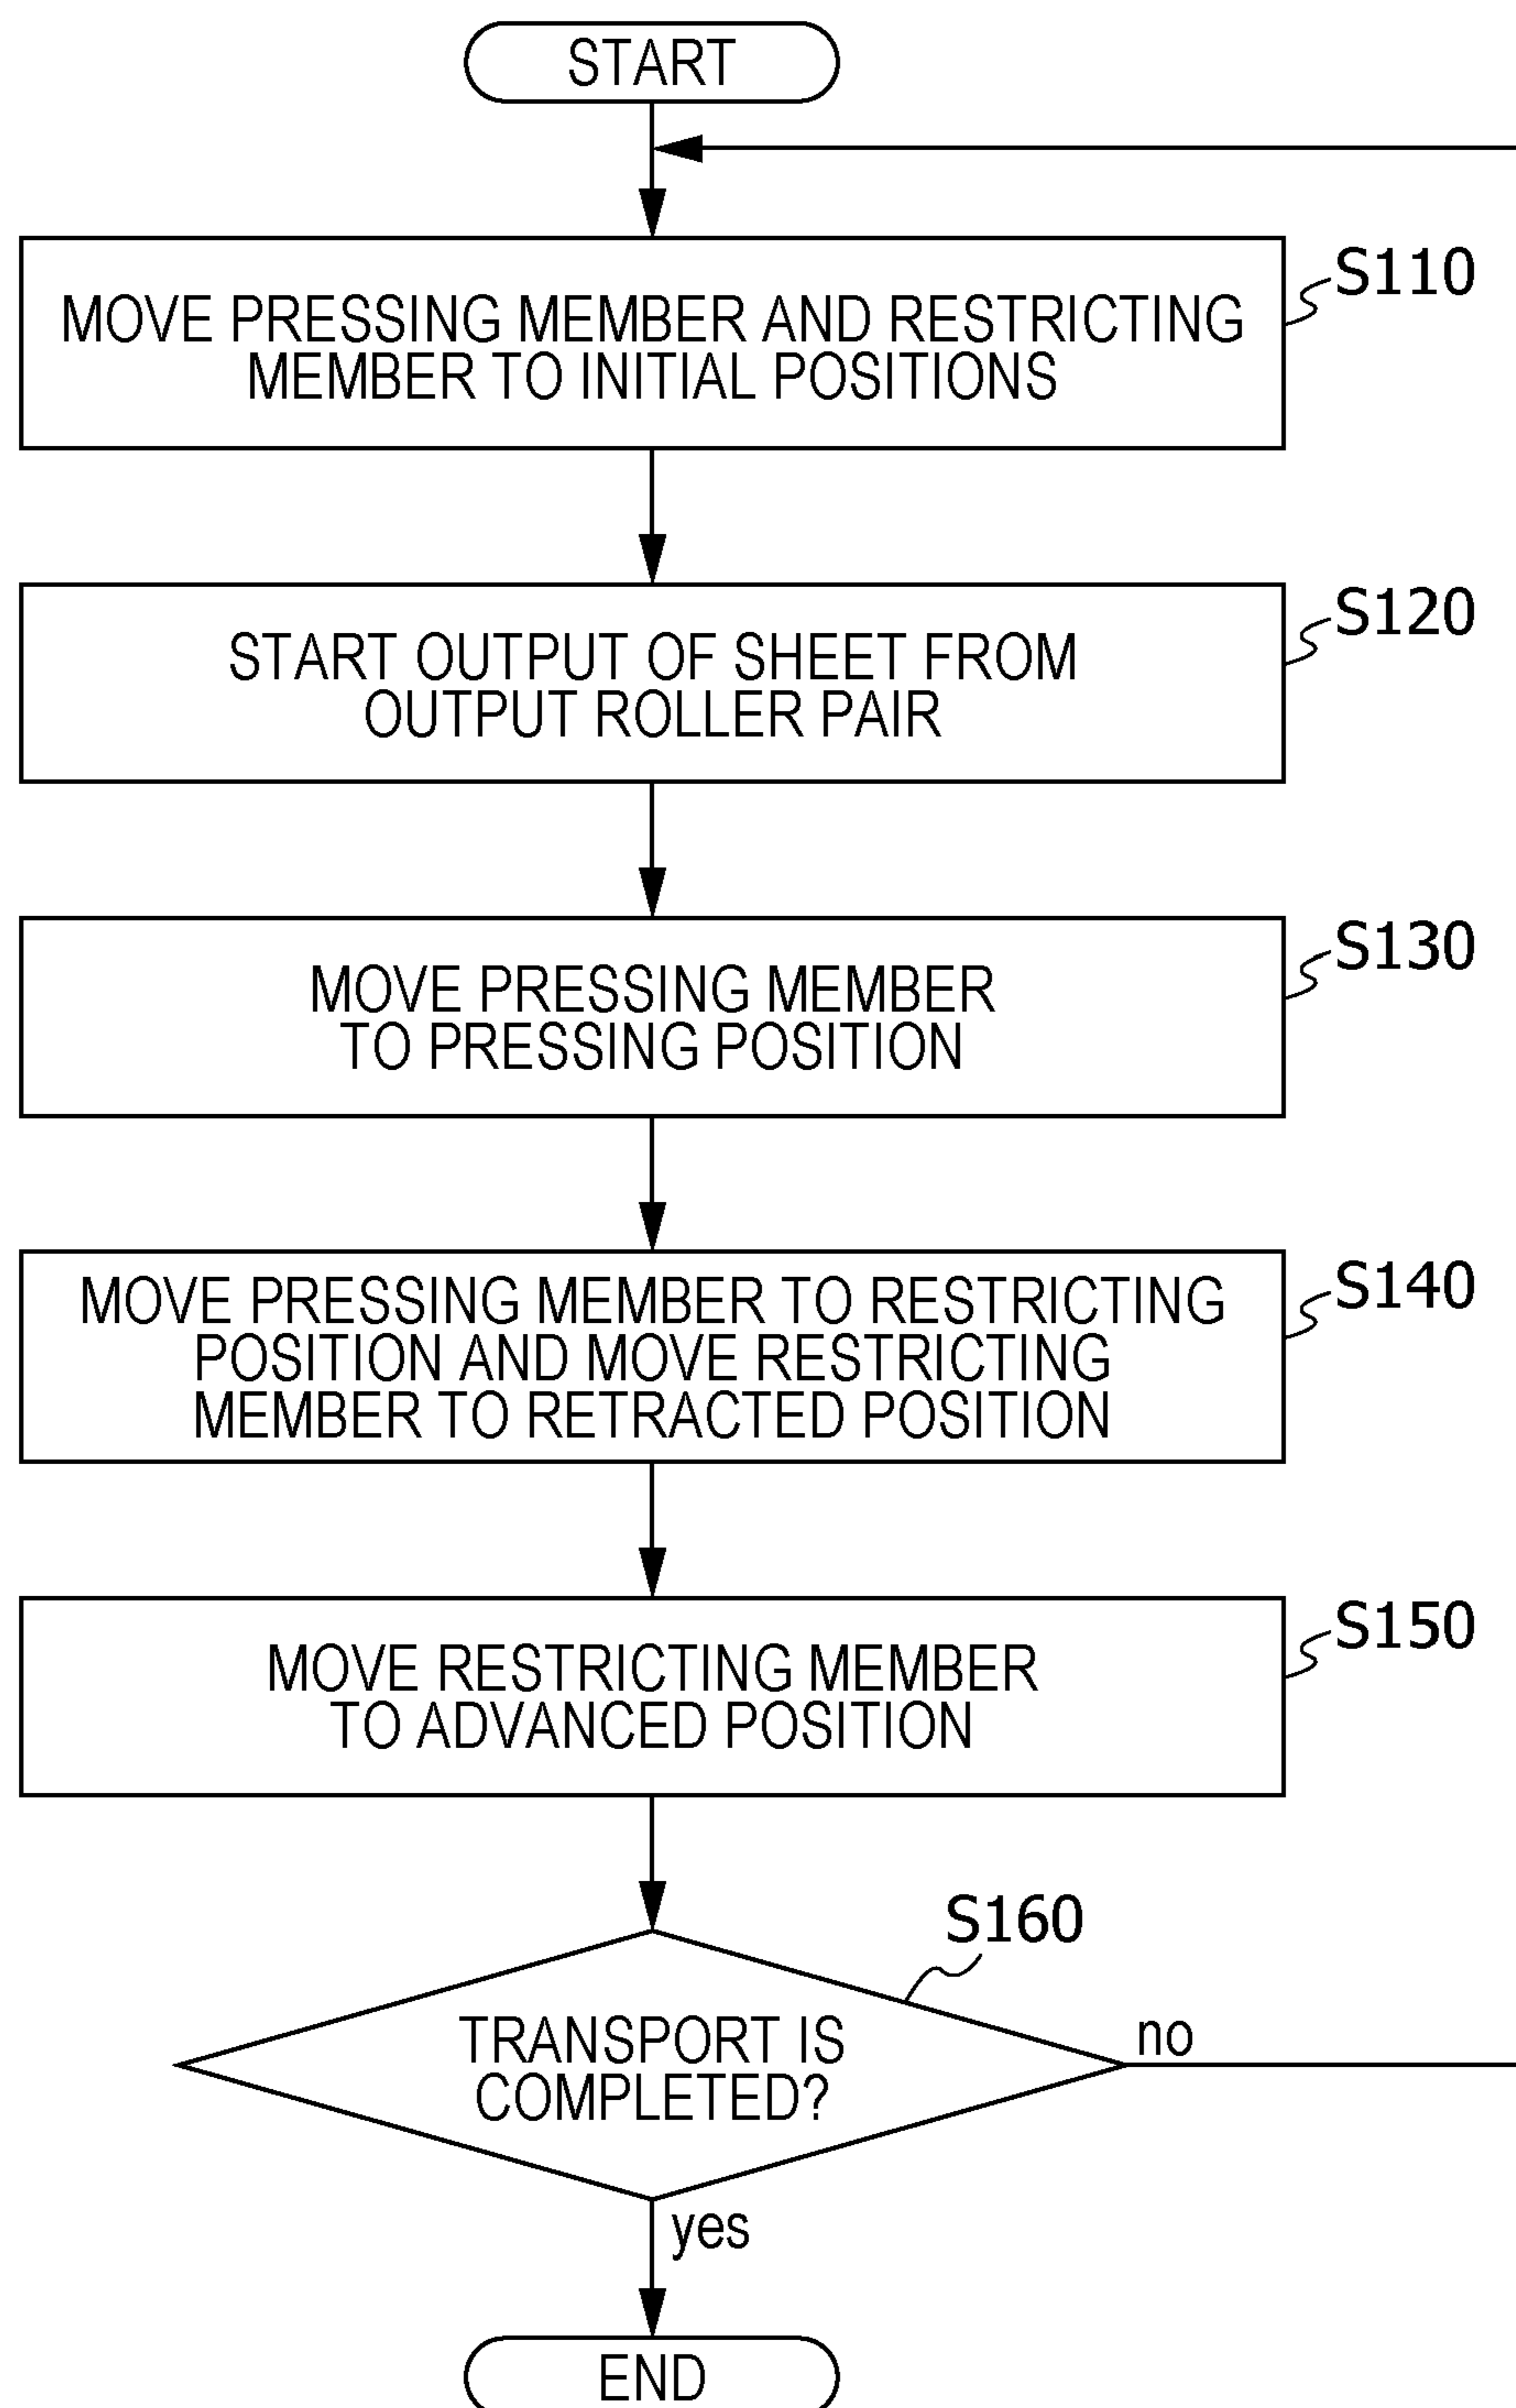 START
MOVE PRESSING MEMBER AND RESTRICTING
MEMBER TO INITIAL POSITIONS
S110
START OUTPUT OF SHEET FROM
OUTPUT ROLLER PAIR
S120
MOVE PRESSING MEMBER
TO PRESSING POSITION
S130
MOVE PRESSING MEMBER TO RESTRICTING
POSITION AND MOVE RESTRICTING
MEMBER TO RETRACTED POSITION
S140
MOVE RESTRICTING MEMBER
TO ADVANCED POSITION
S150
S160
TRANSPORT IS
COMPLETED?
no
yes
END